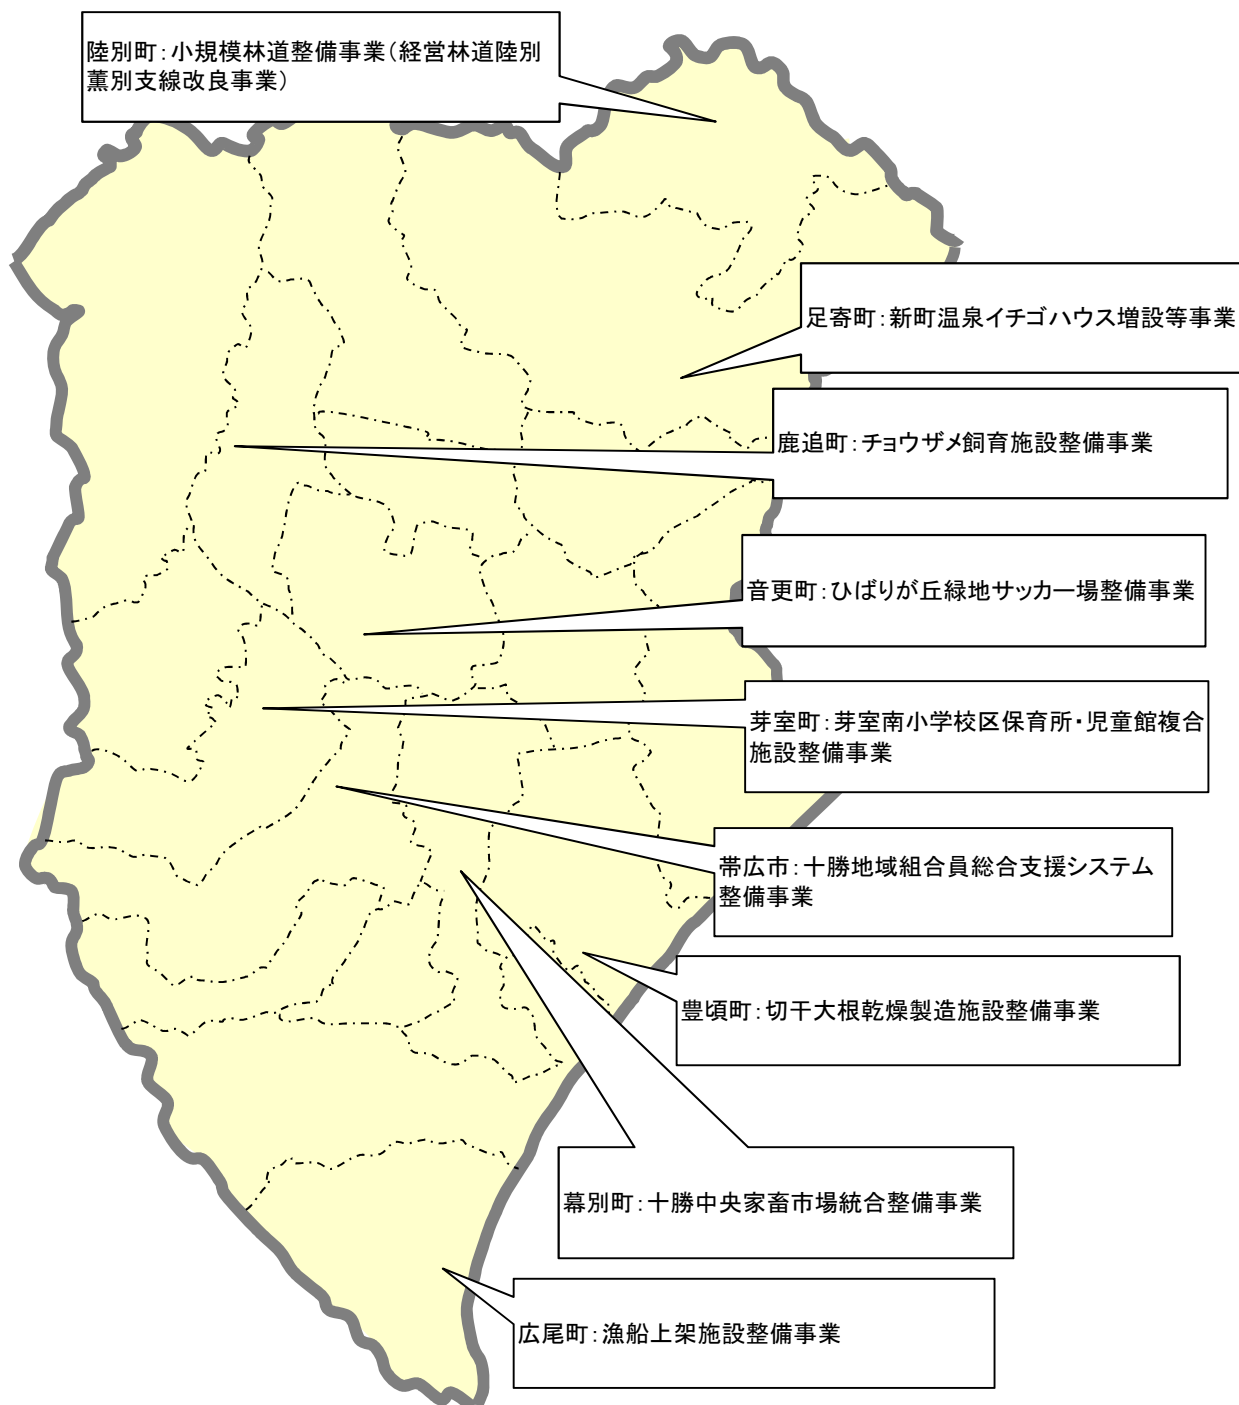 陸別町：小規模林道整備事業（経営林道陸別
薫別支線改良事業）
足寄町：新町温泉イチゴハウス増設等事業
鹿追町：チョウザメ飼育施設整備事業
音更町：ひばりが丘緑地サッカー場整備事業
芽室町：芽室南小学校区保育所・児童館複合
施設整備事業
帯広市：十勝地域組合員総合支援システム
整備事業
豊頃町：切干大根乾燥製造施設整備事業
幕別町：十勝中央家畜市場統合整備事業
広尾町：漁船上架施設整備事業